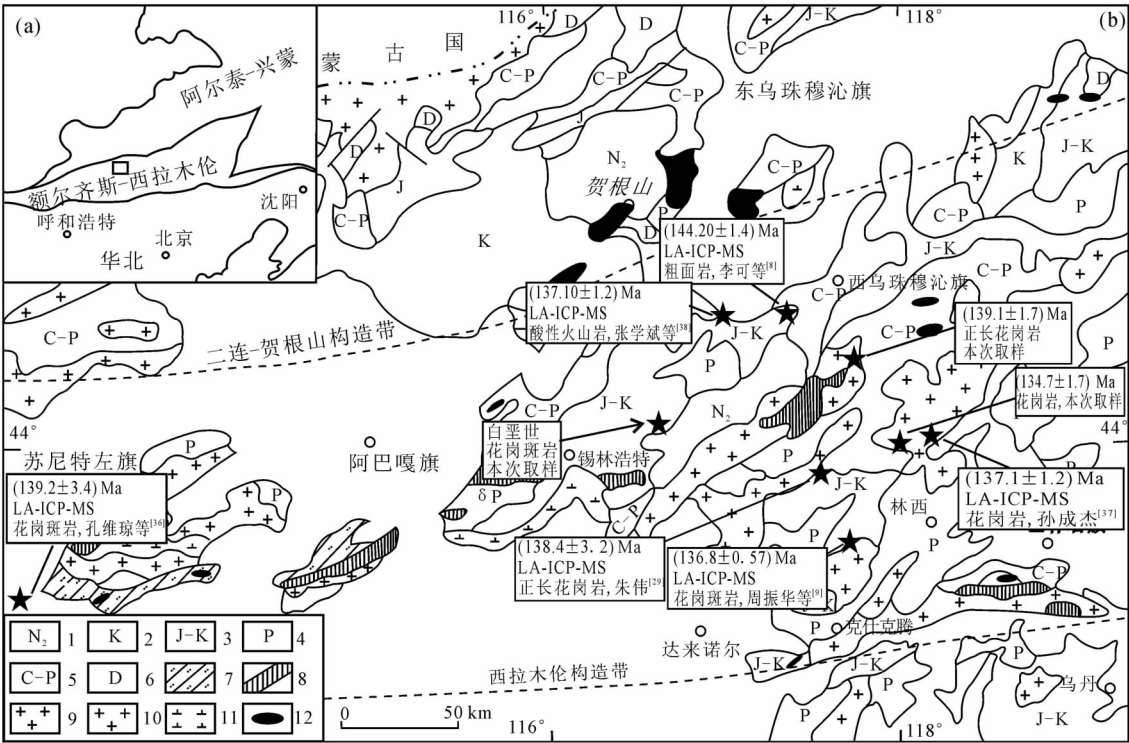 (a)
阿尔泰-兴蒙
额尔齐斯-西拉木伦
呼和浩特
沈阳
北京
华北
116°
118°
(b)
蒙古国
东乌珠穆沁旗
D
D
J-K
C-P
C-P
C-P
C-P
J
D
D
J
C-P
N₂
贺根山
C-P
P
D
K
K
J-K
D
C-P
P
J-K
C-P
(144.20±1.4) Ma
LA-ICP-MS
粗面岩,李可等[8]
(137.10±1.2) Ma
LA-ICP-MS
酸性火山岩,张学斌等[38]
西乌珠穆沁旗
C-P
C-P
J-K
P
(139.1±1.7) Ma
正长花岗岩
本次取样
(134.7±1.7) Ma
花岗岩,本次取样
C-P
二连-贺根山构造带
C-P
J-K
N₂
P
44°
44°
白垩世
花岗斑岩
本次取样
锡林浩特
阿巴嘎旗
苏尼特左旗
P
P
(139.2±3.4) Ma
LA-ICP-MS
花岗斑岩,孔维琼等[36]
δ
P
C-P
P
J-K
P
林西
(137.1±1.2) Ma
LA-ICP-MS
花岗岩,孙成杰[37]
(138.4±3.2) Ma
LA-ICP-MS
正长花岗岩,朱伟[29]
(136.8±0.57) Ma
LA-ICP-MS
花岗斑岩,周振华等[9]
P
P
C-P
P
克什克腾
达来诺尔
J-K
J-K
P
P
P
乌丹
J-K
西拉木伦构造带
N₂ 1
K 2
J-K 3
P 4
C-P 5
D 6
7
8
9
10
11
12
0
50 km
116°
118°